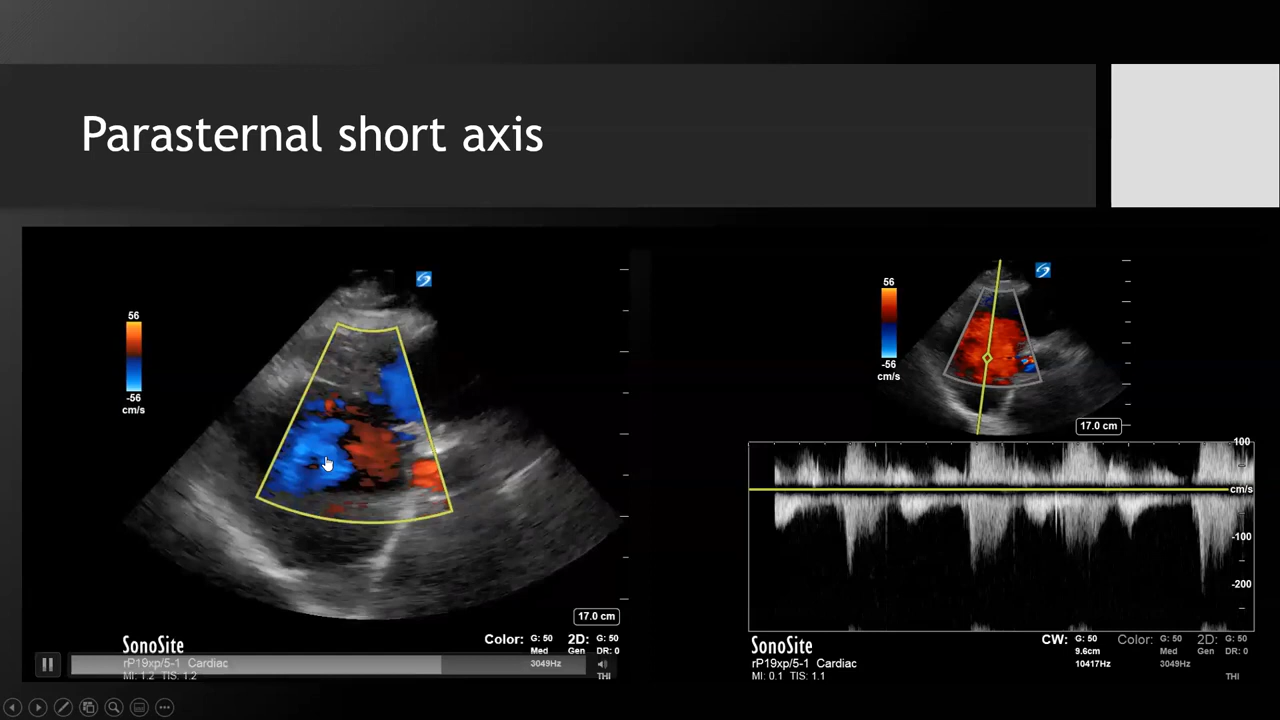 Parasternal short axis
56
-56
cm/s
17.0 cm
SonoSite
rP19xp/5-1 Cardiac
MI: 1.2 TIS: 1.2
Color: G: 50
Med
3049Hz
2D: G: 50
Gen DR: 0
THI
56
-56
cm/s
17.0 cm
100
cm/s
-100
-200
SonoSite
rP19xp/5-1 Cardiac
MI: 0.1 TIS: 1.1
CW: G: 50
9.6cm
10417Hz
Color: G: 50
Med
3049Hz
2D: G: 50
Gen DR: 0
THI